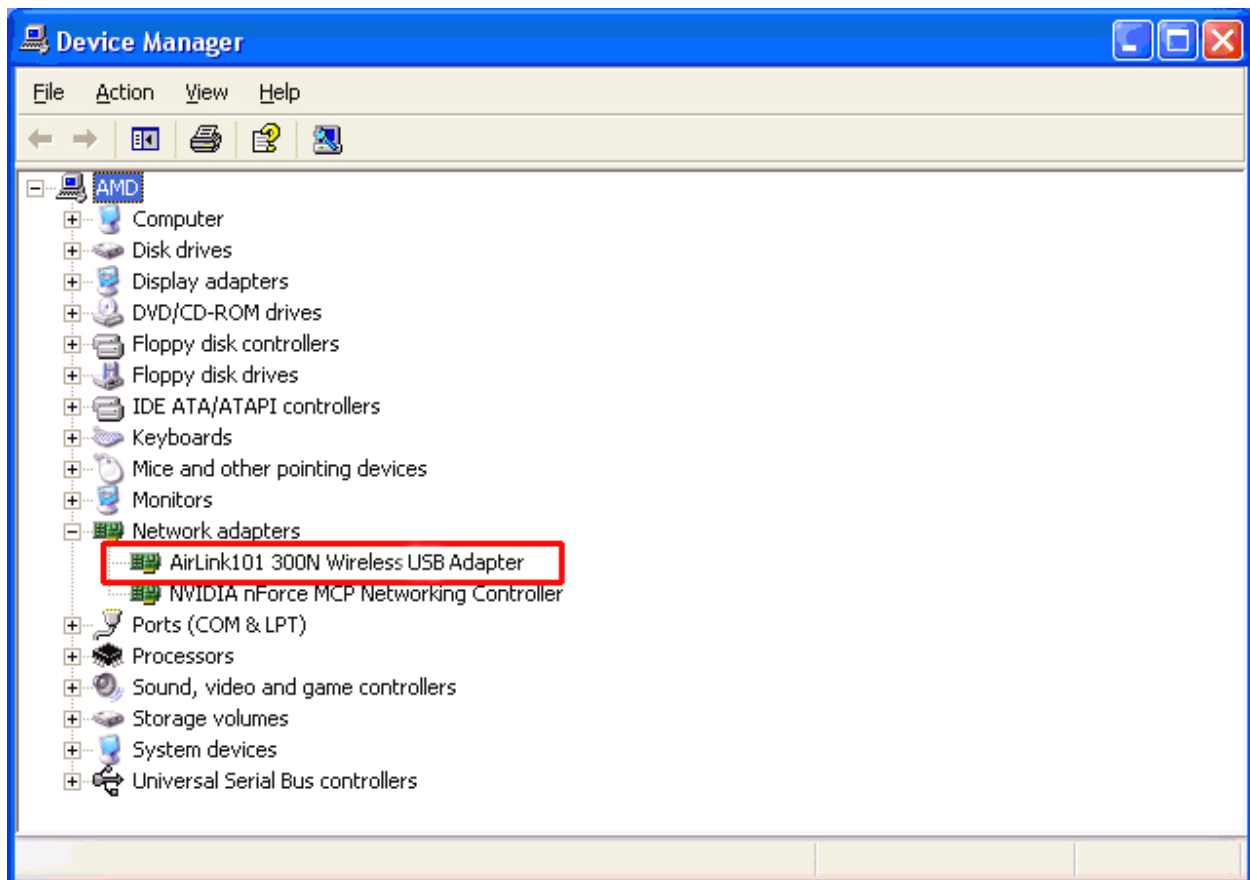 Device Manager
File Action View Help
AMD
Computer
Disk drives
Display adapters
DVD/CD-ROM drives
Floppy disk controllers
Floppy disk drives
IDE ATA/ATAPI controllers
Keyboards
Mice and other pointing devices
Monitors
Network adapters
AirLink101 300N Wireless USB Adapter
NVIDIA nForce MCP Networking Controller
Ports (COM & LPT)
Processors
Sound, video and game controllers
Storage volumes
System devices
Universal Serial Bus controllers